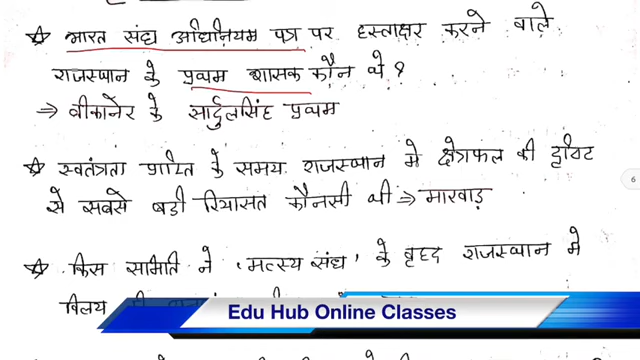 ☆ भारत संघ अधिनियम पत्र पर हस्ताक्षर करने वाले
राजस्थान के प्रथम शासक कौन थे ?
⇒ बीकानेर के सार्दुलसिंह प्रथम
☆ स्वतंत्रता प्राप्ति के समय राजस्थान मे क्षेत्रफल की दृष्टि
से सबसे बडी रियासत कौनसी थी ⇒ मारवाड़
6
☆ किस समिति ने 'मत्स्य संघ' के वृहद राजस्थान मे
विलय
Edu Hub Online Classes